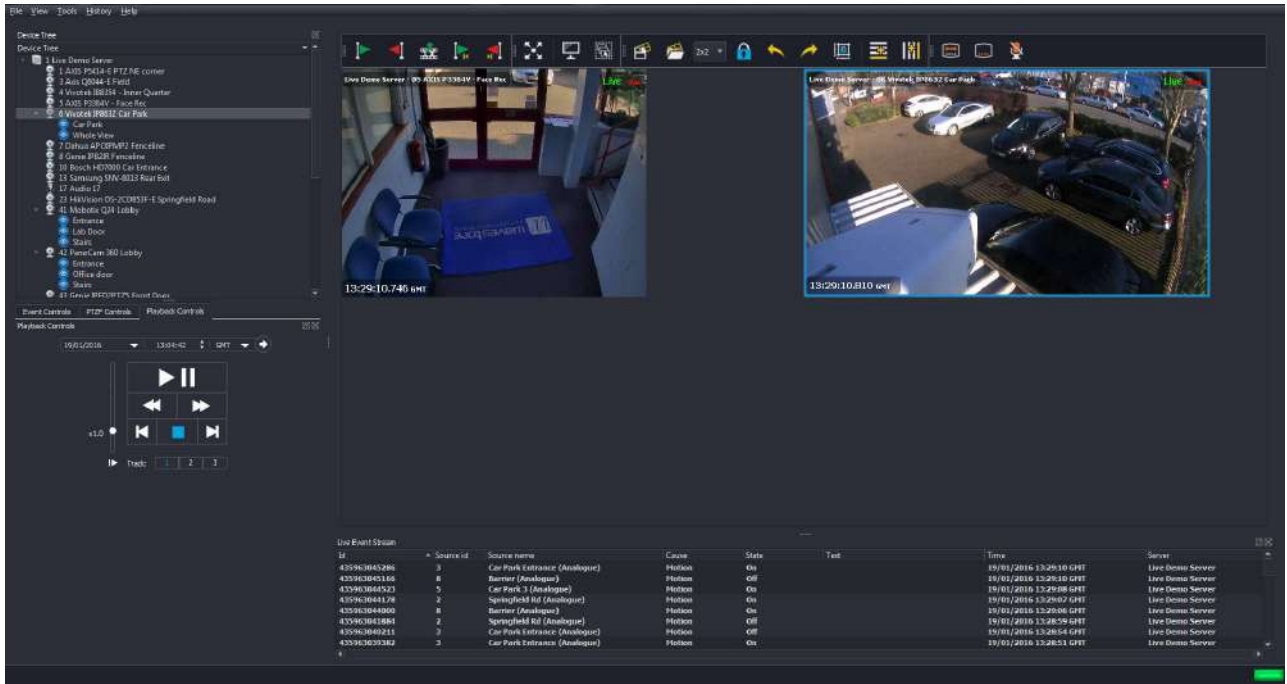 File View Tools History Help
Device Tree
Device Tree
1 Live Demo Server
1 AXIS P5414-E PTZ NE corner
3 Axis Q6044-E Field
4 Vivotek IB8354 - Inner Quarter
5 AXIS P3384V - Face Rec
6 Vivotek IP8632 Car Park
Car Park
Whole View
7 Dahua APOIPMP2 Fenceline
8 Genie IPB2IR Fenceline
10 Bosch HD7000 Car Entrance
13 Samsung SNV-6013 Rear Exit
17 Audio 17
23 HikVision DS-2CD853F-E Springfield Road
41 Mobotix Q24 Lobby
Entrance
Lab Door
Stairs
42 PanoCam 360 Lobby
Entrance
Office door
Stairs
Event Controls PTZ* Controls Playback Controls
Playback Controls
19/01/2016 13:04:42 GMT
x1.0
Track: 1 2 3
2x2
Live Demo Server - 05 AXIS P3384V - Face Rec Live
wavestore
13:29:10.746 GMT
Live Demo Server - 06 Vivotek IP8632 Car Park Live
13:29:10.810 GMT
Live Event Stream
Id Source id Source name Cause State Text Time Server
435963045286 3 Car Park Entrance (Analogue) Motion On 19/01/2016 13:29:10 GMT Live Demo Server
435963045166 8 Barrier (Analogue) Motion Off 19/01/2016 13:29:10 GMT Live Demo Server
435963044523 5 Car Park 3 (Analogue) Motion On 19/01/2016 13:29:08 GMT Live Demo Server
435963044178 2 Springfield Rd (Analogue) Motion On 19/01/2016 13:29:07 GMT Live Demo Server
435963044000 8 Barrier (Analogue) Motion On 19/01/2016 13:29:06 GMT Live Demo Server
435963041884 2 Springfield Rd (Analogue) Motion Off 19/01/2016 13:28:59 GMT Live Demo Server
435963040211 3 Car Park Entrance (Analogue) Motion Off 19/01/2016 13:28:54 GMT Live Demo Server
435963039382 3 Car Park Entrance (Analogue) Motion On 19/01/2016 13:28:51 GMT Live Demo Server